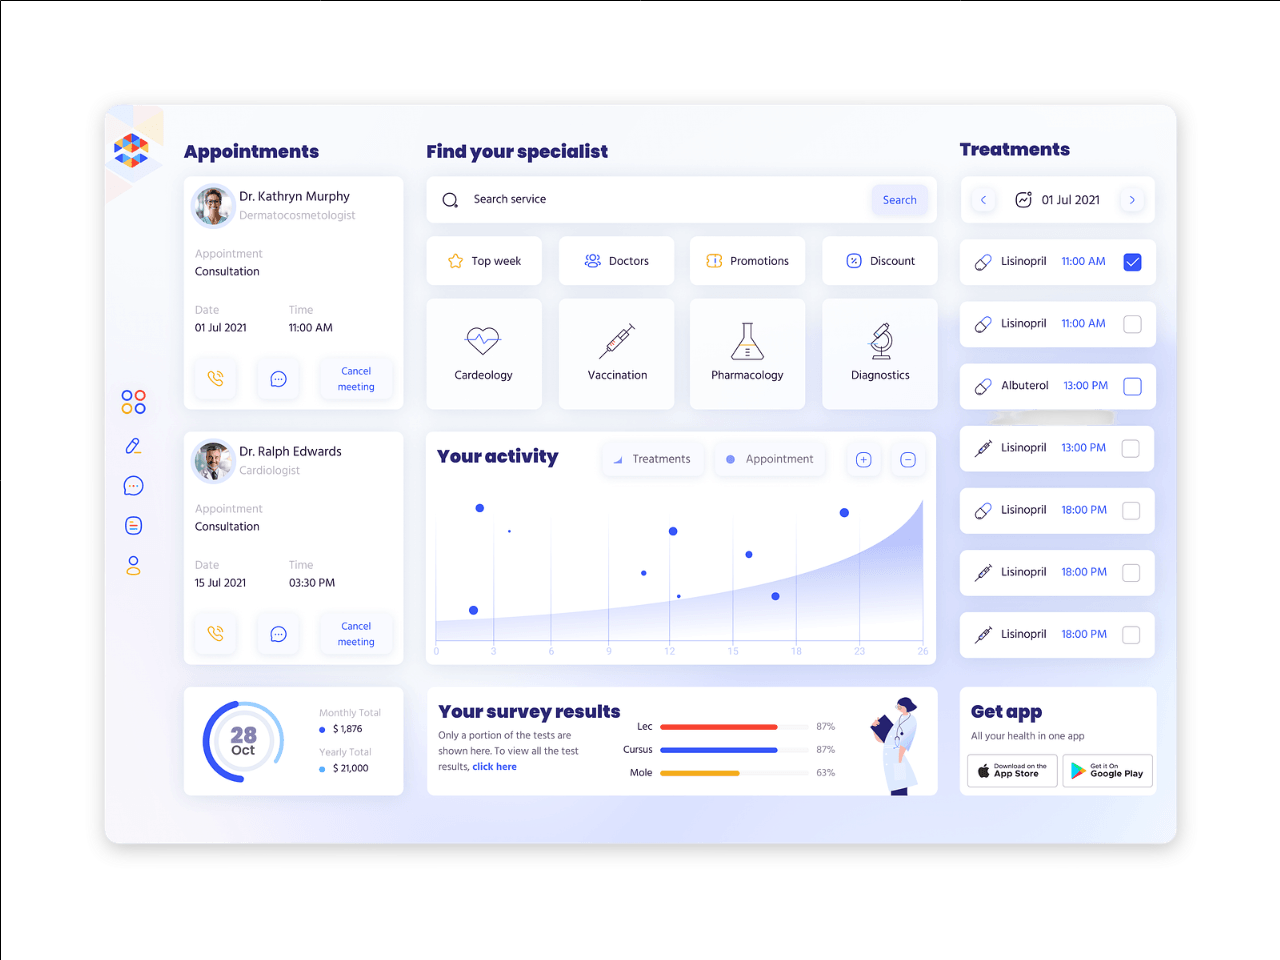 Appointments
Dr. Kathryn Murphy
Dermatocosmetologist
Appointment
Consultation
Date
Time
01 Jul 2021
11:00 AM
Cancel
meeting
Dr. Ralph Edwards
Cardiologist
Appointment
Consultation
Date
Time
15 Jul 2021
03:30 PM
Cancel
meeting
28
Oct
Monthly Total
$ 1,876
Yearly Total
$ 21,000
Find your specialist
Search service
Search
Top week
Doctors
Promotions
Discount
Cardeology
Vaccination
Pharmacology
Diagnostics
Your activity
Treatments
Appointment
0 3 6 9 12 15 18 23 26
Your survey results
Only a portion of the tests are
shown here. To view all the test
results, click here
Lec 87%
Cursus 87%
Mole 63%
Treatments
01 Jul 2021
Lisinopril 11:00 AM
Lisinopril 11:00 AM
Albuterol 13:00 PM
Lisinopril 13:00 PM
Lisinopril 18:00 PM
Lisinopril 18:00 PM
Lisinopril 18:00 PM
Get app
All your health in one app
Download on the
App Store
Get it On
Google Play